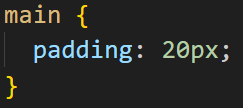 main {
  padding: 20px;
}